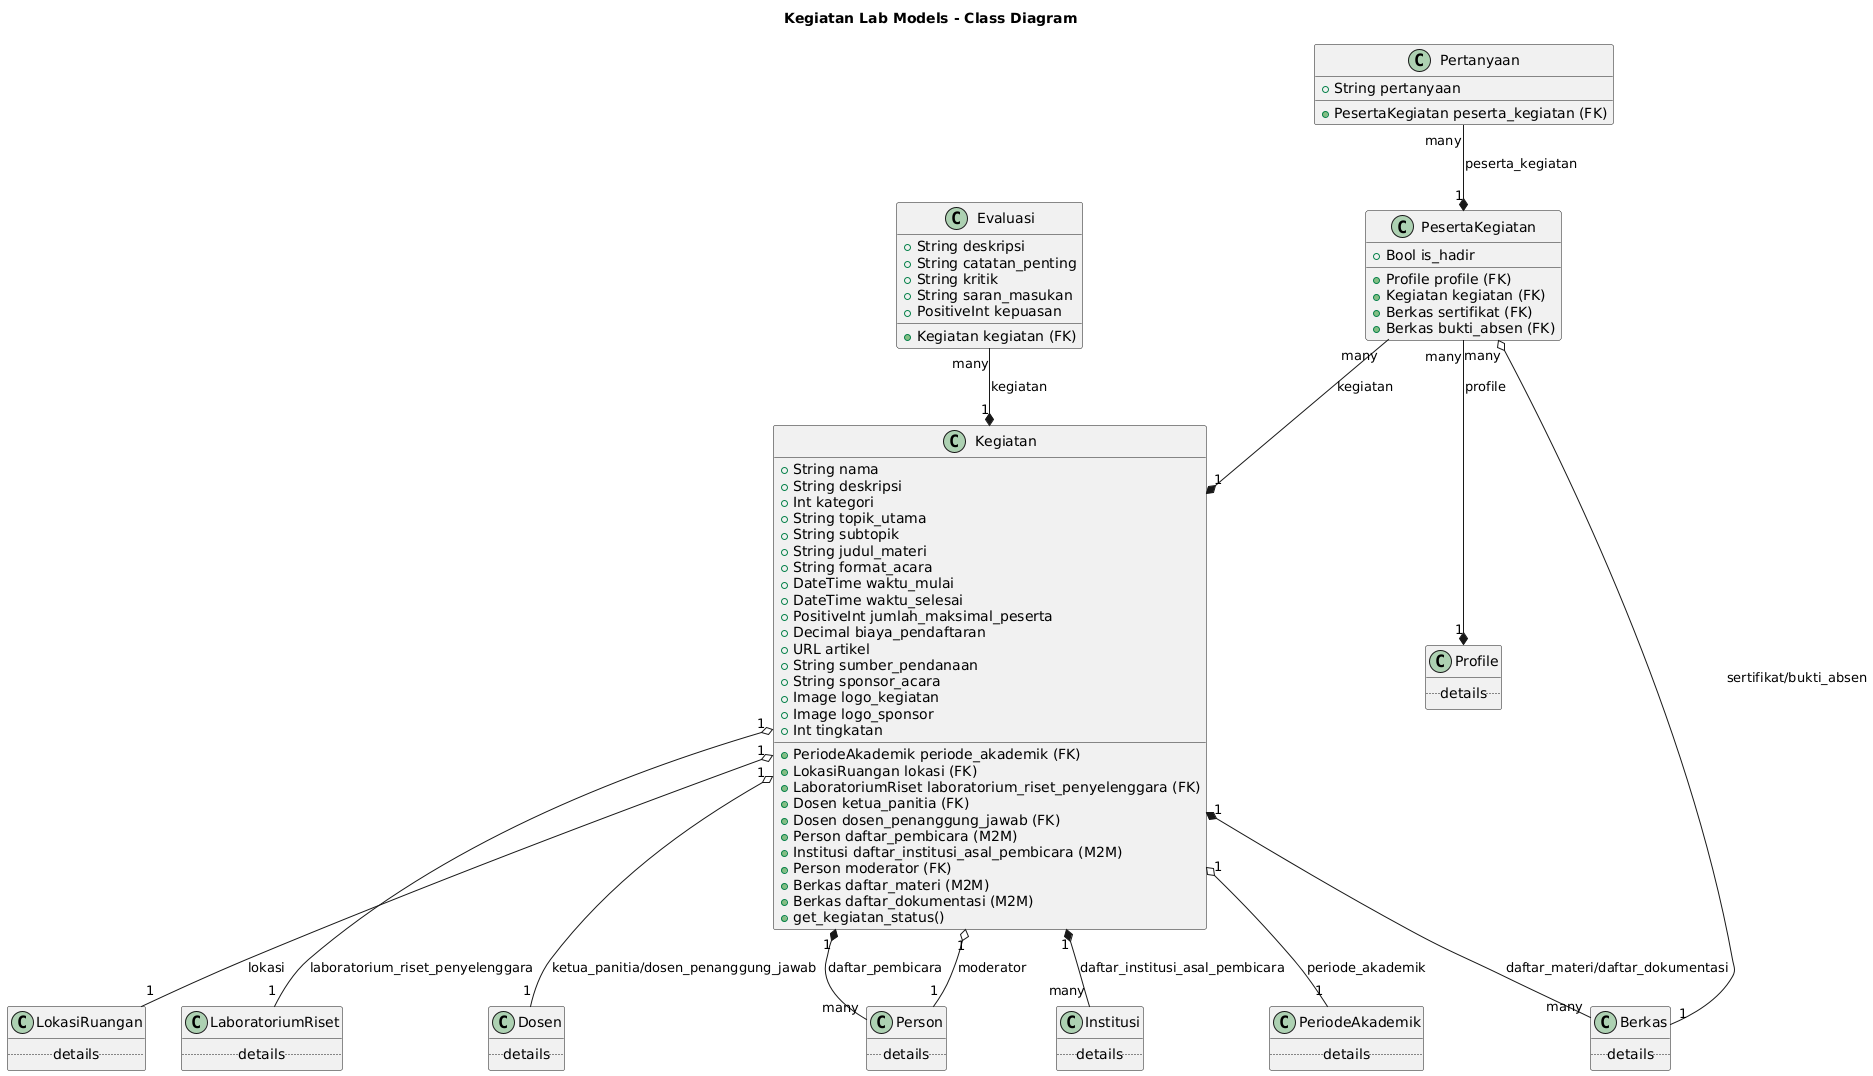 Kegiatan Lab Models - Class Diagram
C Pertanyaan
String pertanyaan
PesertaKegiatan peserta_kegiatan (FK)
many
peserta_kegiatan
1
C Evaluasi
String deskripsi
String catatan_penting
String kritik
String saran_masukan
PositiveInt kepuasan
Kegiatan kegiatan (FK)
many
kegiatan
1
C PesertaKegiatan
Bool is_hadir
Profile profile (FK)
Kegiatan kegiatan (FK)
Berkas sertifikat (FK)
Berkas bukti_absen (FK)
many
many
many
kegiatan
profile
1
1
sertifikat/bukti_absen
C Kegiatan
String nama
String deskripsi
Int kategori
String topik_utama
String subtopik
String judul_materi
String format_acara
DateTime waktu_mulai
DateTime waktu_selesai
PositiveInt jumlah_maksimal_peserta
Decimal biaya_pendaftaran
URL artikel
String sumber_pendanaan
String sponsor_acara
Image logo_kegiatan
Image logo_sponsor
Int tingkatan
PeriodeAkademik periode_akademik (FK)
LokasiRuangan lokasi (FK)
LaboratoriumRiset laboratorium_riset_penyelenggara (FK)
Dosen ketua_panitia (FK)
Dosen dosen_penanggung_jawab (FK)
Person daftar_pembicara (M2M)
Institusi daftar_institusi_asal_pembicara (M2M)
Person moderator (FK)
Berkas daftar_materi (M2M)
Berkas daftar_dokumentasi (M2M)
get_kegiatan_status()
C Profile
details
1
1
1
1
1
1
1
1
lokasi
laboratorium_riset_penyelenggara
ketua_panitia/dosen_penanggung_jawab
daftar_pembicara
moderator
daftar_institusi_asal_pembicara
periode_akademik
daftar_materi/daftar_dokumentasi
1
1
1
many
1
many
1
many
1
C LokasiRuangan
details
C LaboratoriumRiset
details
C Dosen
details
C Person
details
C Institusi
details
C PeriodeAkademik
details
C Berkas
details